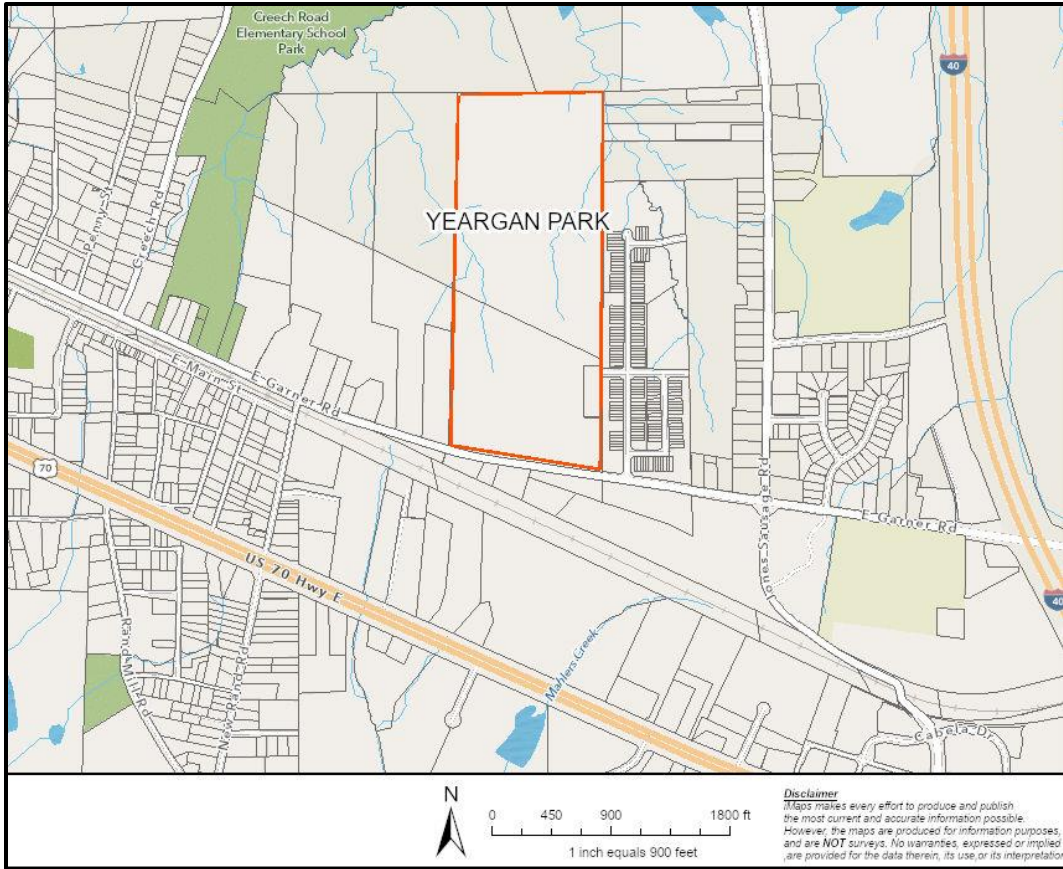 Creech Road
Elementary School
Park
40
YEARGAN PARK
Penny St
Creech Rd
E Main St
E Garner Rd
70
US 70 Hwy E
Jones Sausage Rd
E Garner Rd
40
Rand Mill Rd
New Rand Rd
Mahlers Creek
Cabela Dr
N
0 450 900 1800 ft
1 inch equals 900 feet
Disclaimer
iMaps makes every effort to produce and publish
the most current and accurate information possible.
However, the maps are produced for information purposes,
and are NOT surveys. No warranties, expressed or implied
,are provided for the data therein, its use,or its interpretation